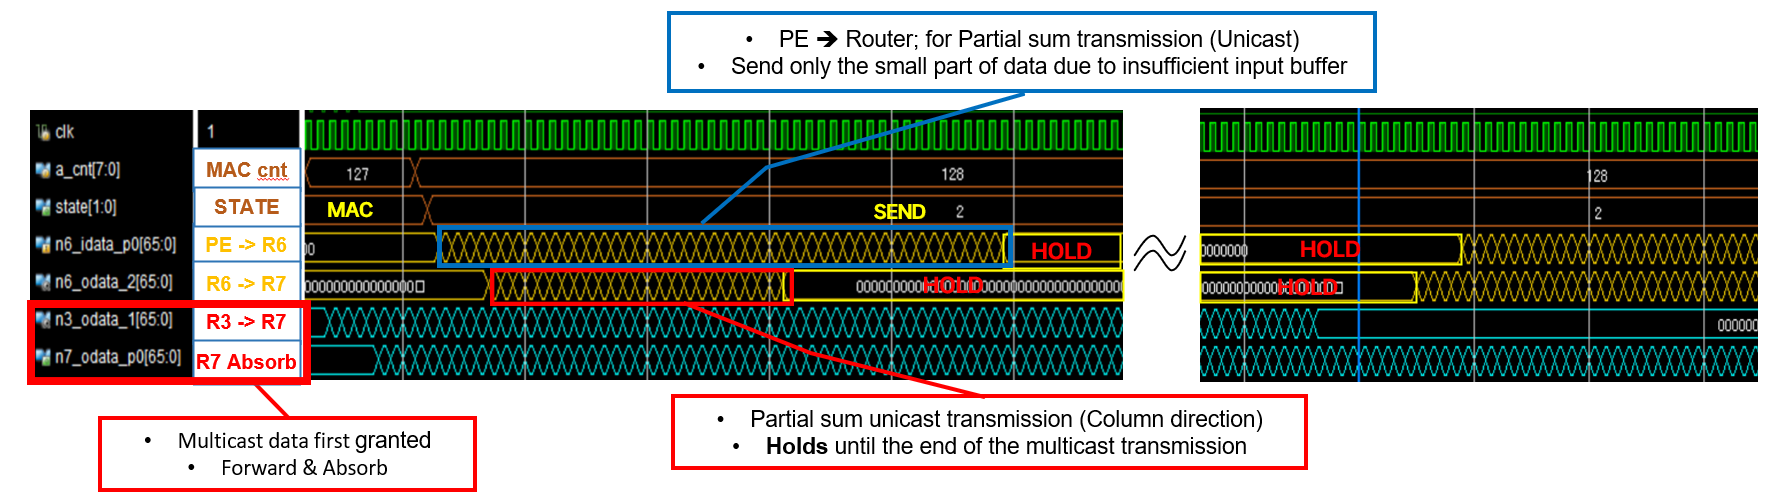 • PE ➔ Router; for Partial sum transmission (Unicast)
• Send only the small part of data due to insufficient input buffer
clk 1
a_cnt[7:0] MAC cnt 127 128 128
state[1:0] STATE MAC SEND 2 2
n6_idata_p0[65:0] PE -> R6 00 HOLD 0000000 HOLD
n6_odata_2[65:0] R6 -> R7 HOLD HOLD
n3_odata_1[65:0] R3 -> R7 000000
n7_odata_p0[65:0] R7 Absorb
• Multicast data first granted
• Forward & Absorb
• Partial sum unicast transmission (Column direction)
• Holds until the end of the multicast transmission